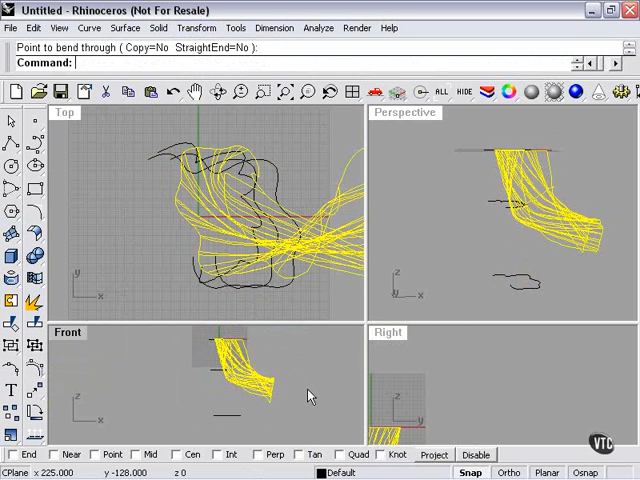 Untitled - Rhinoceros (Not For Resale)
File Edit View Curve Surface Solid Transform Tools Dimension Analyze Render Help
Point to bend through ( Copy=No StraightEnd=No ):
Command:
ALL HIDE
Top
Perspective
y x
z y x
Front
Right
z x
z y
T
VTC
End Near Point Mid Cen Int Perp Tan Quad Knot Project Disable
CPlane x 225.000 y -128.000 z 0 Default Snap Ortho Planar Osnap